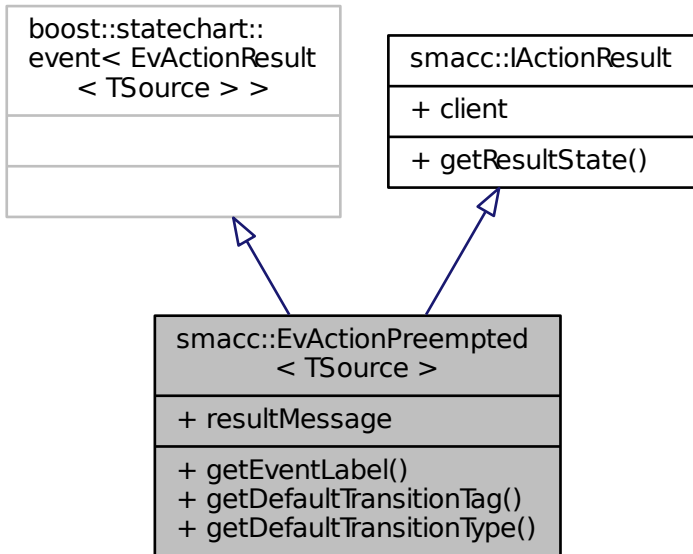 boost::statechart::
event< EvActionResult
< TSource > >
smacc::IActionResult
+ client
+ getResultState()
smacc::EvActionPreempted
< TSource >
+ resultMessage
+ getEventLabel()
+ getDefaultTransitionTag()
+ getDefaultTransitionType()